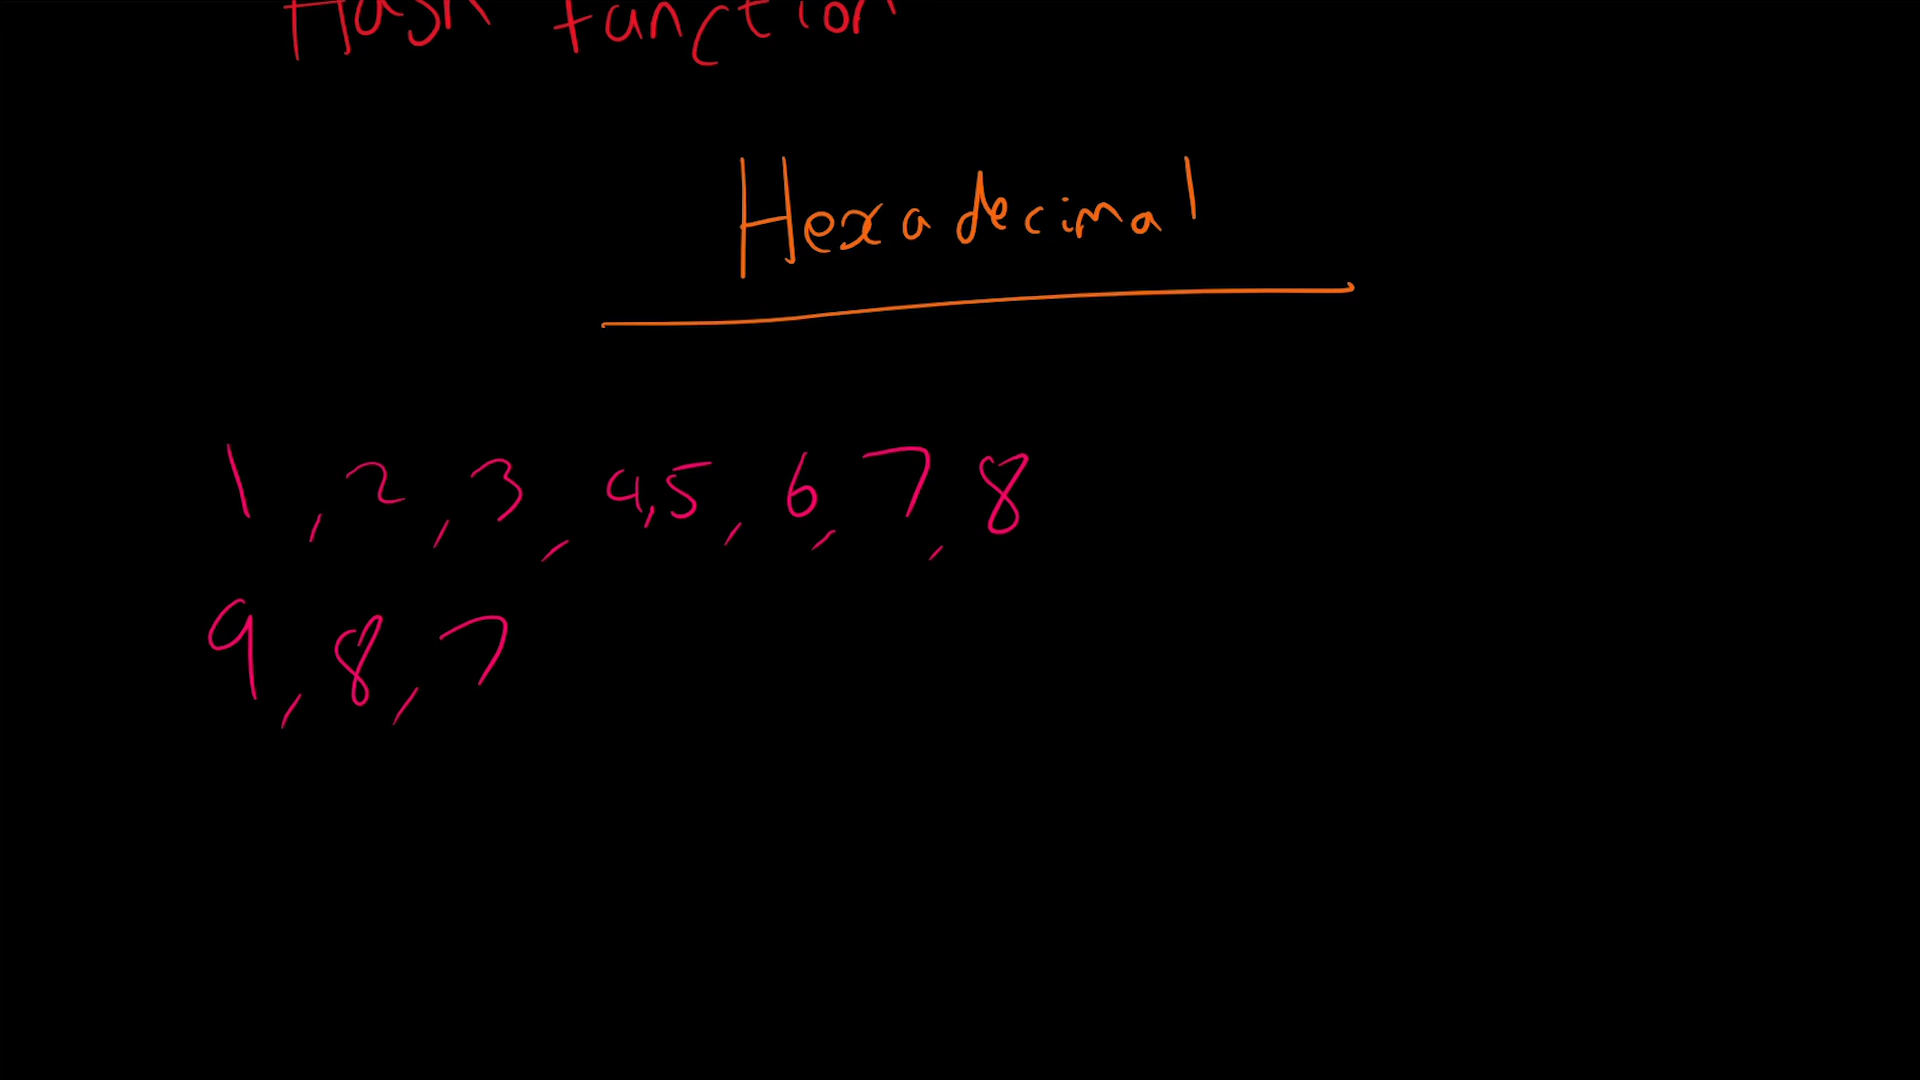 Hash function
Hexadecimal
1, 2, 3, 4,5, 6, 7, 8
9, 8, 7